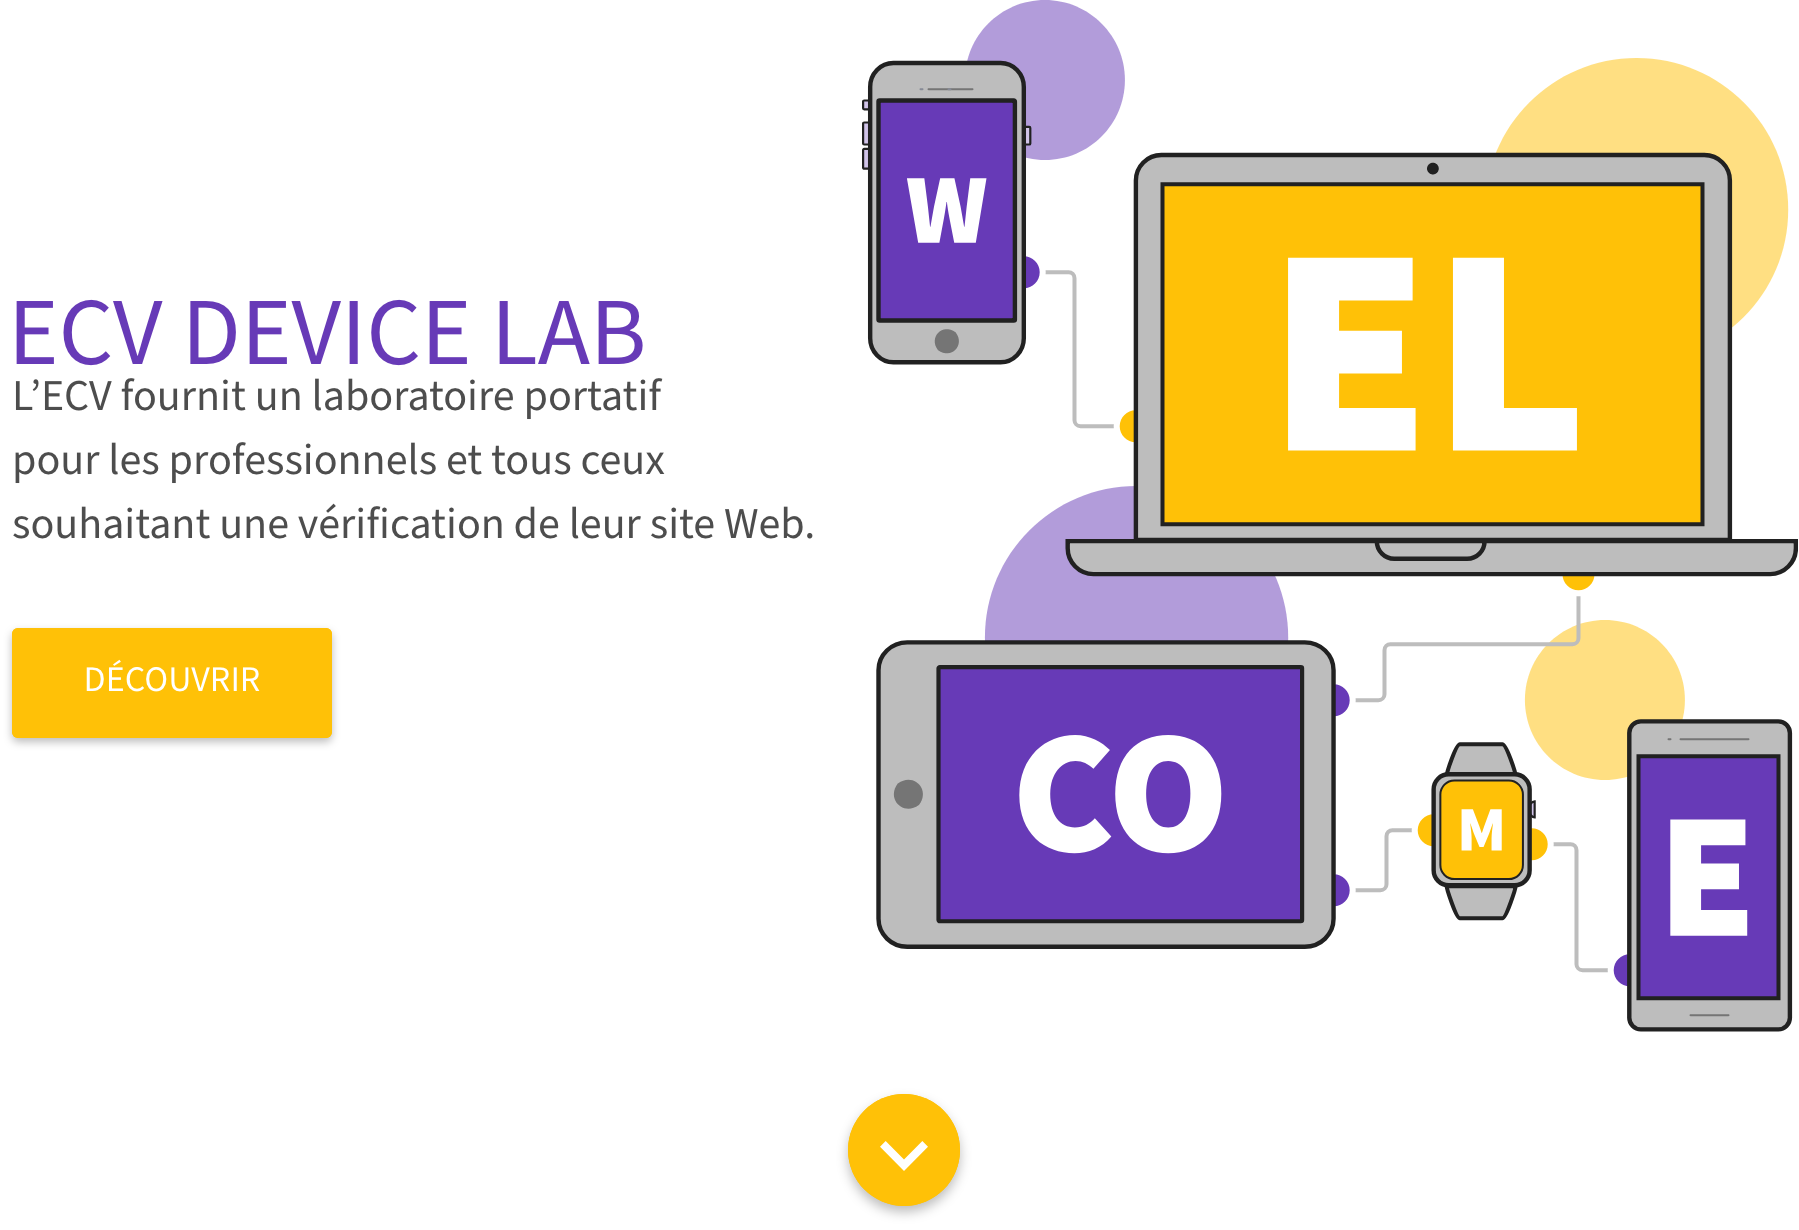 ECV DEVICE LAB
L’ECV fournit un laboratoire portatif
pour les professionnels et tous ceux
souhaitant une vérification de leur site Web.
DÉCOUVRIR
W
EL
CO
M
E